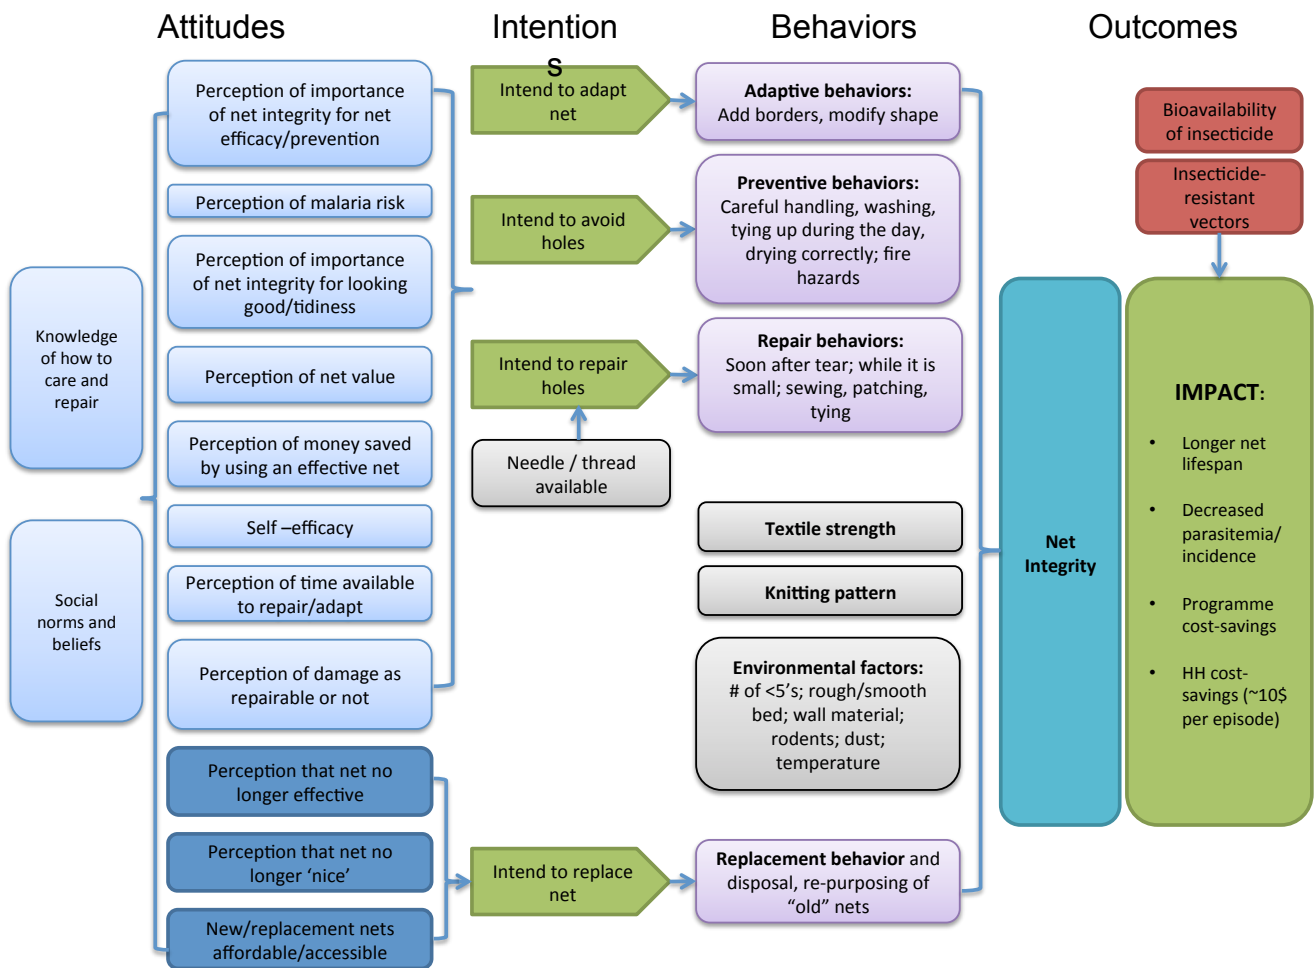 Attitudes
Intention
s
Behaviors
Outcomes
Knowledge
of how to
care and
repair
Social
norms and
beliefs
Perception of importance
of net integrity for net
efficacy/prevention
Perception of malaria risk
Perception of importance
of net integrity for looking
good/tidiness
Perception of net value
Perception of money saved
by using an effective net
Self –efficacy
Perception of time available
to repair/adapt
Perception of damage as
repairable or not
Perception that net no
longer effective
Perception that net no
longer ‘nice’
New/replacement nets
affordable/accessible
Intend to adapt
net
Intend to avoid
holes
Intend to repair
holes
Needle / thread
available
Intend to replace
net
Adaptive behaviors:
Add borders, modify shape
Preventive behaviors:
Careful handling, washing,
tying up during the day,
drying correctly; fire
hazards
Repair behaviors:
Soon after tear; while it is
small; sewing, patching,
tying
Textile strength
Knitting pattern
Environmental factors:
# of <5’s; rough/smooth
bed; wall material;
rodents; dust;
temperature
Replacement behavior and
disposal, re-purposing of
“old” nets
Net
Integrity
Bioavailability
of insecticide
Insecticide-
resistant
vectors
IMPACT:
• Longer net
lifespan
• Decreased
parasitemia/
incidence
• Programme
cost-savings
• HH cost-
savings (~10$
per episode)